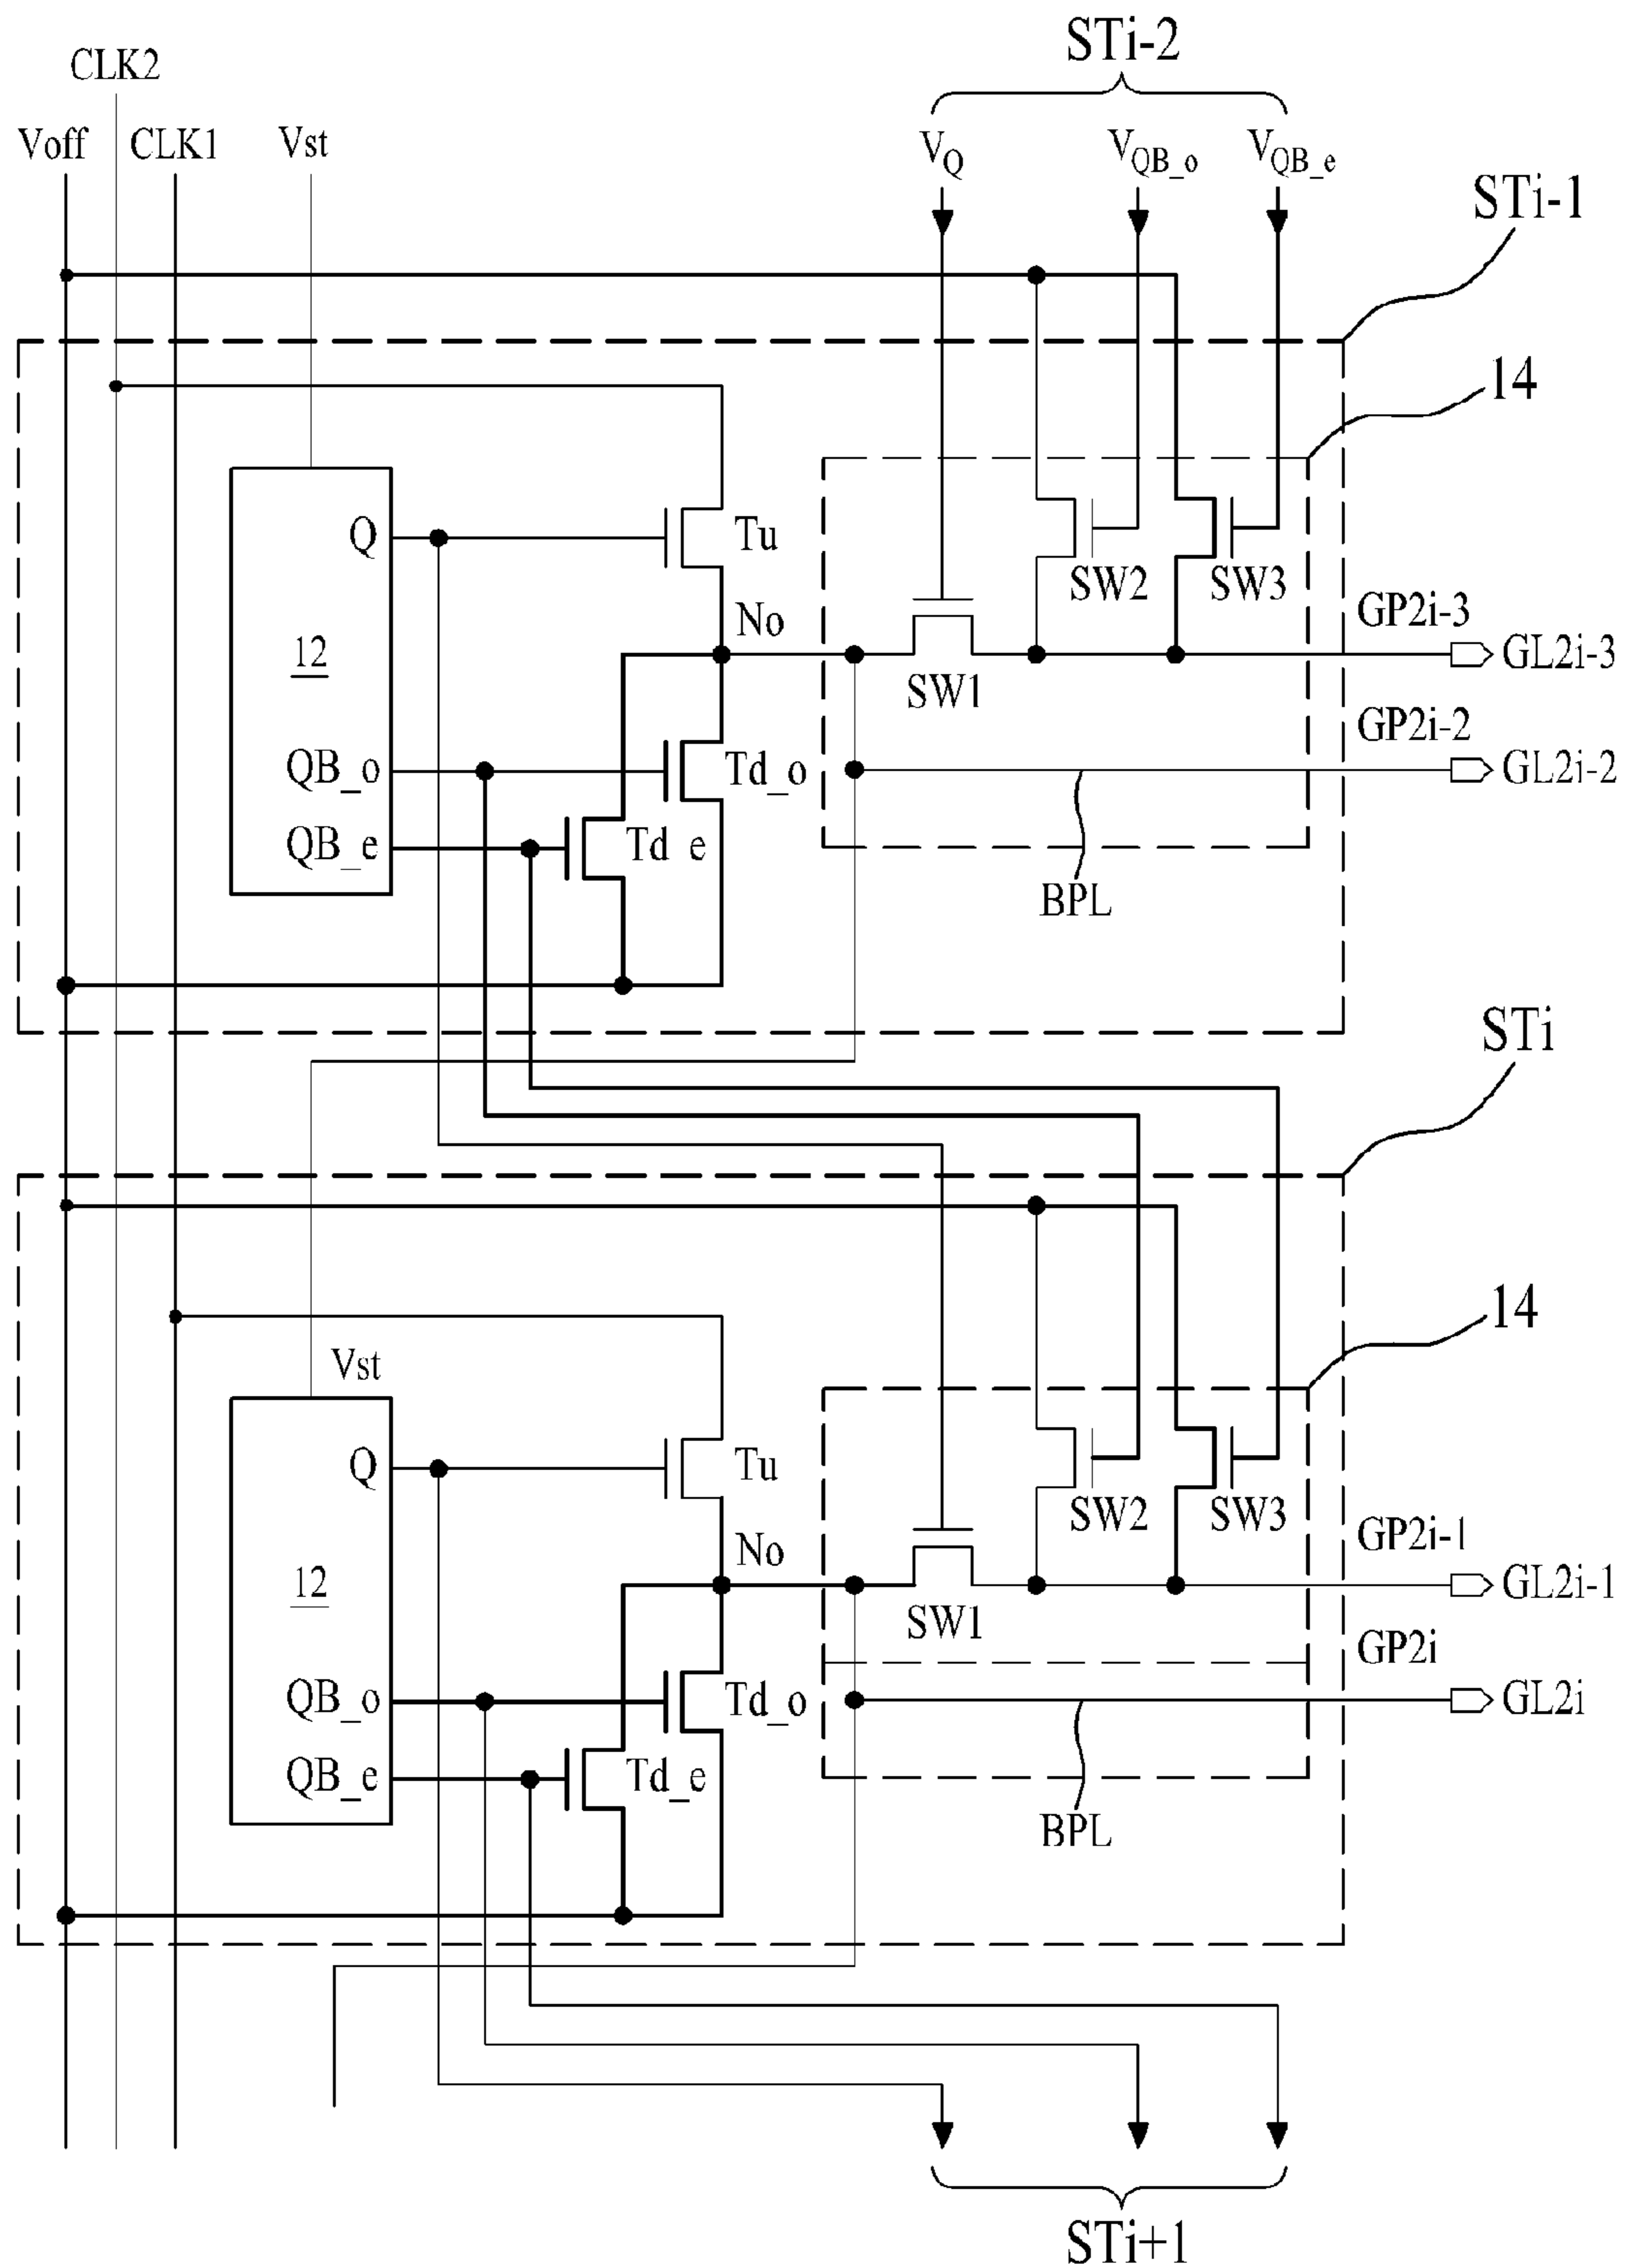 STi-2
CLK2
Voff CLK1 Vst
VQ VQB_o VQB_e
STi-1
14
Q Tu
SW2 SW3
No
GP2i-3
12
GL2i-3
SW1
GP2i-2
QB_o Td_o
GL2i-2
QB_e Td e
BPL
STi
14
Vst
Q Tu
SW2 SW3
No
GP2i-1
12
GL2i-1
SW1
GP2i
QB_o Td_o
GL2i
QB_e Td_e
BPL
STi+1